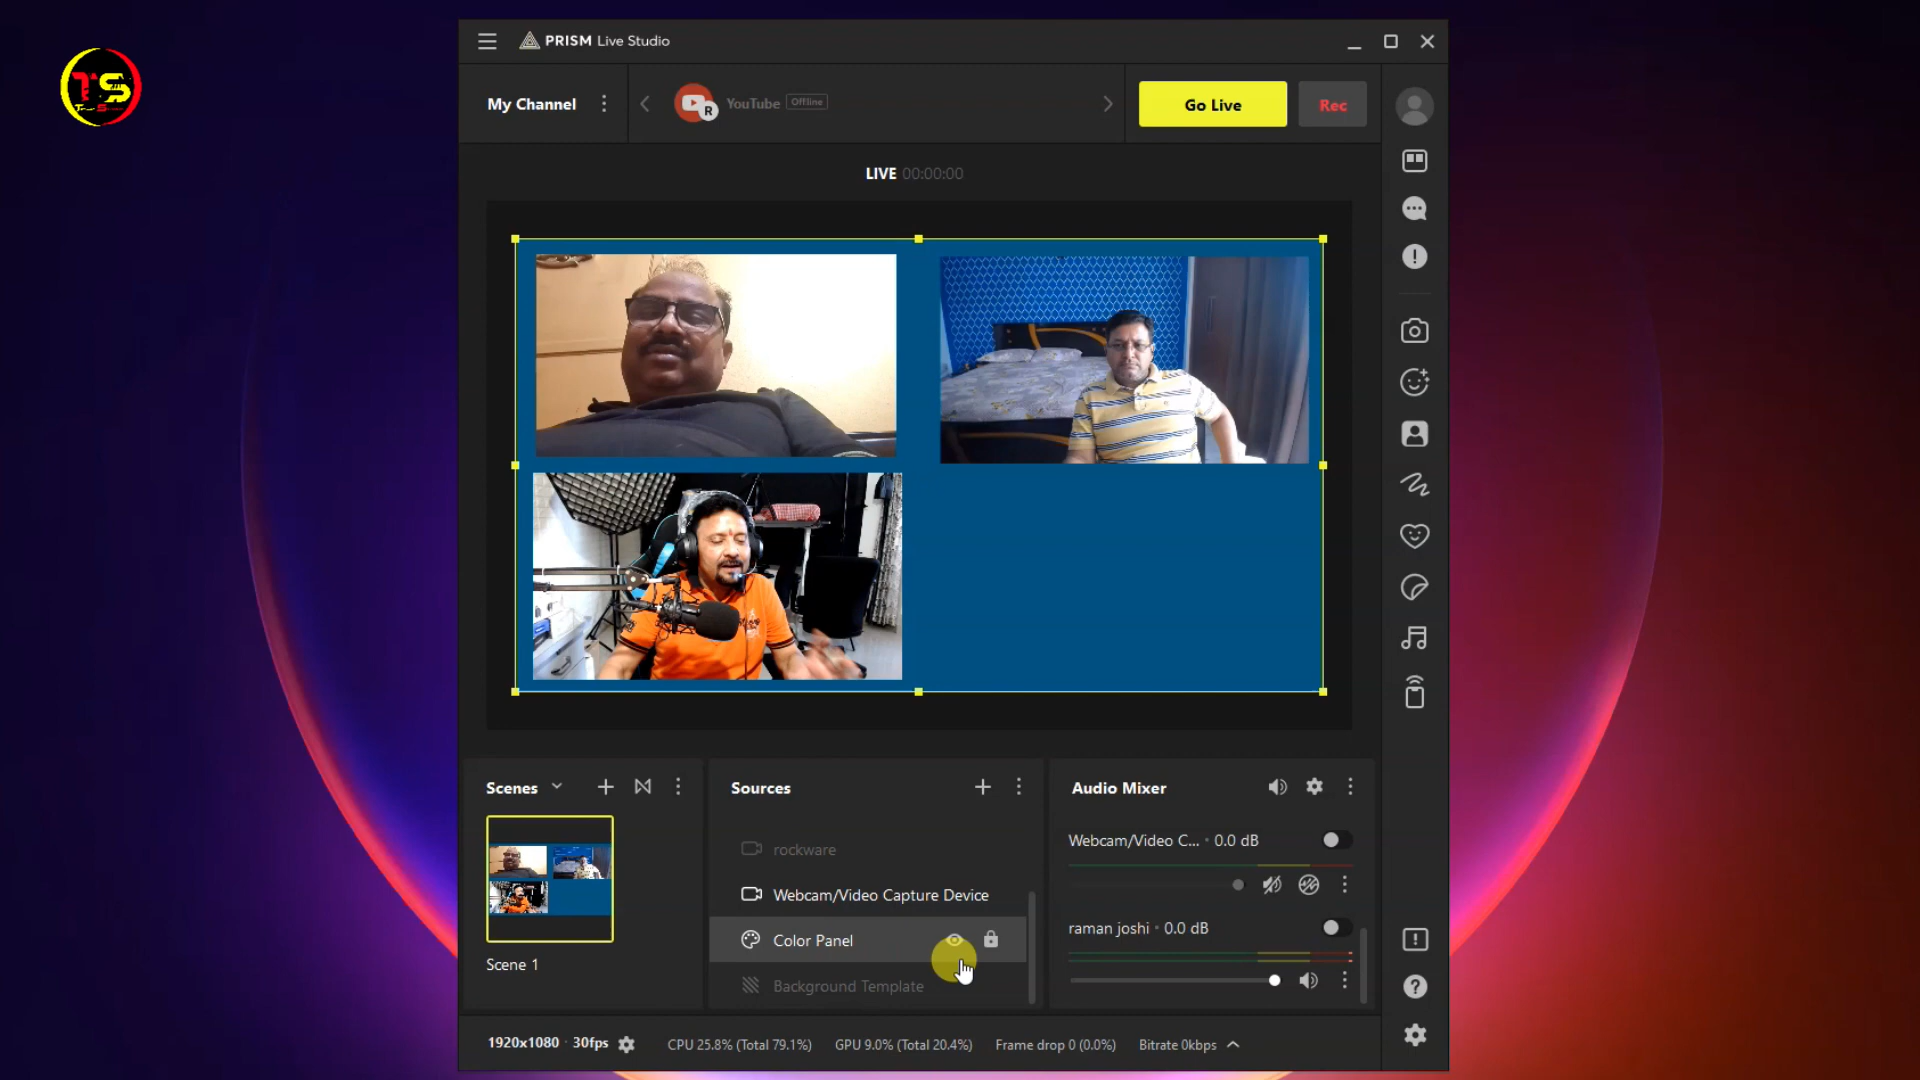 TS
PRISM Live Studio
My Channel
R
YouTube Offline
Go Live
Rec
LIVE 00:00:00
Scenes
Sources
Audio Mixer
rockware
Webcam/Video Capture Device
Color Panel
Background Template
Scene 1
Webcam/Video C... · 0.0 dB
raman joshi · 0.0 dB
1920x1080 · 30fps
CPU 25.8% (Total 79.1%)
GPU 9.0% (Total 20.4%)
Frame drop 0 (0.0%)
Bitrate 0kbps